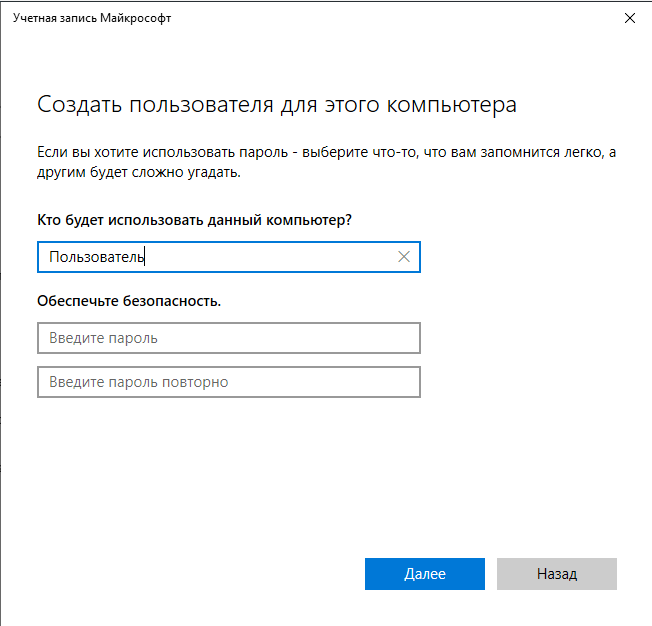 Учетная запись Майкрософт
Создать пользователя для этого компьютера
Если вы хотите использовать пароль - выберите что-то, что вам запомнится легко, а
другим будет сложно угадать.
Кто будет использовать данный компьютер?
Пользователь
Обеспечьте безопасность.
Введите пароль
Введите пароль повторно
Далее
Назад